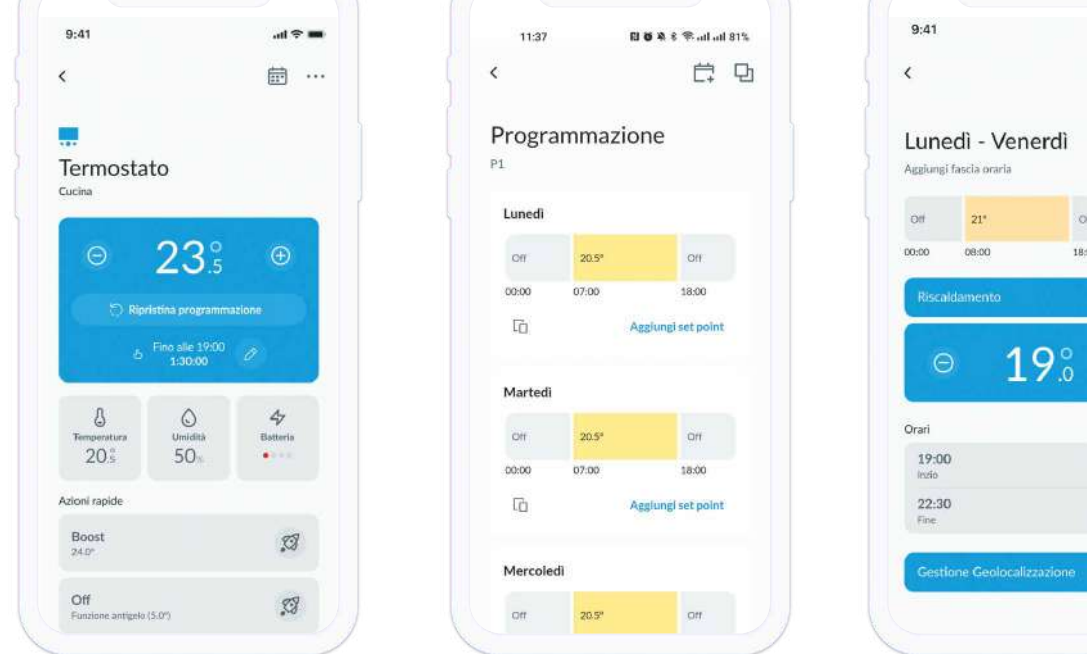 9:41
Termostato
Cucina
23.5
Ripristina programmazione
Fino alle 19:00
1:30:00
Temperatura
20.5
Umidità
50%
Batteria
Azioni rapide
Boost
24.0°
Off
Funzione antigelo (5.0°)
11:37
81%
Programmazione
P1
Lunedì
Off 20.5° Off
00:00 07:00 18:00
Aggiungi set point
Martedì
Off 20.5° Off
00:00 07:00 18:00
Aggiungi set point
Mercoledì
Off 20.5° Off
9:41
Lunedì - Venerdì
Aggiungi fascia oraria
Off 21°
00:00 08:00
Riscaldamento
19.0
Orari
19:00
Inizio
22:30
Fine
Gestione Geolocalizzazione